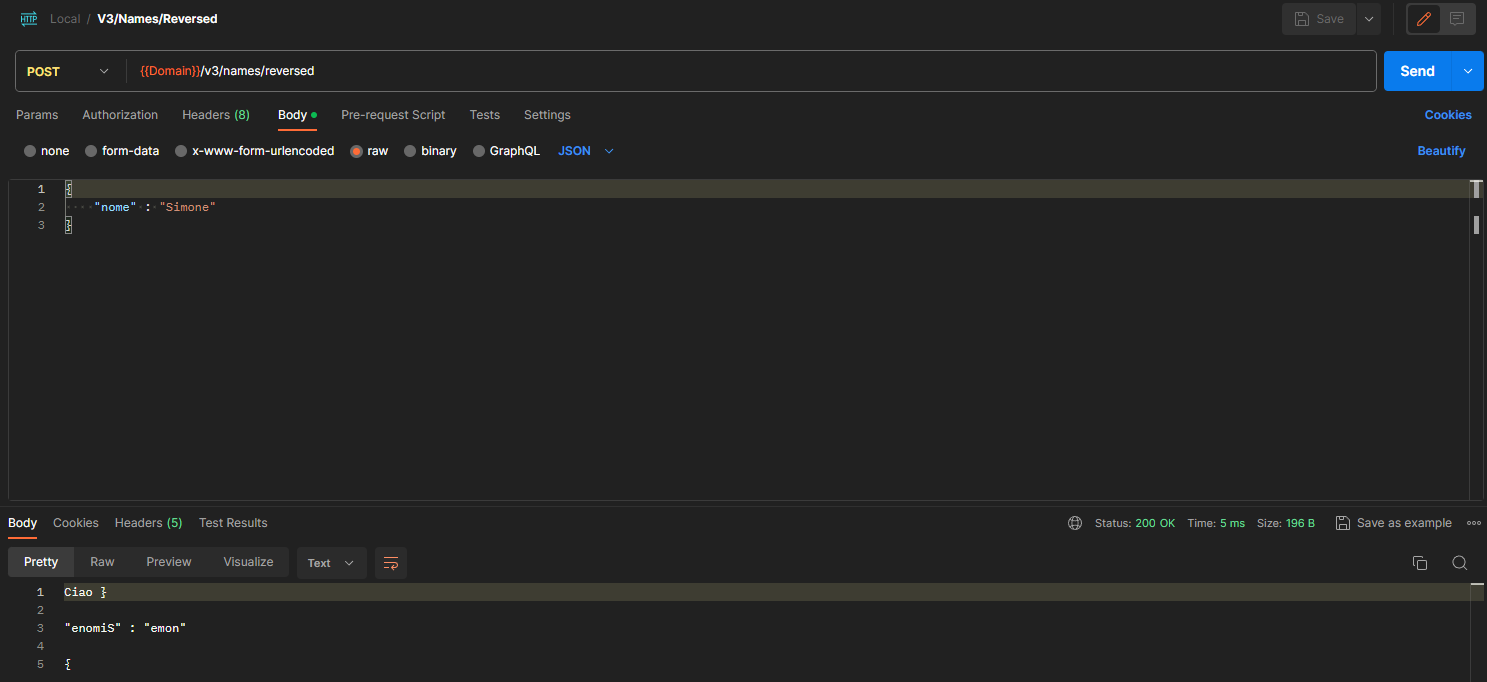 HTTP Local / V3/Names/Reversed Save
POST {{Domain}}/v3/names/reversed Send
Params Authorization Headers (8) Body Pre-request Script Tests Settings Cookies
none form-data x-www-form-urlencoded raw binary GraphQL JSON Beautify
1 {
2 ····"nome"·:·"Simone"
3 }
Body Cookies Headers (5) Test Results Status: 200 OK Time: 5 ms Size: 196 B Save as example
Pretty Raw Preview Visualize Text
1 Ciao }
2
3 "enomiS" : "emon"
4
5 {